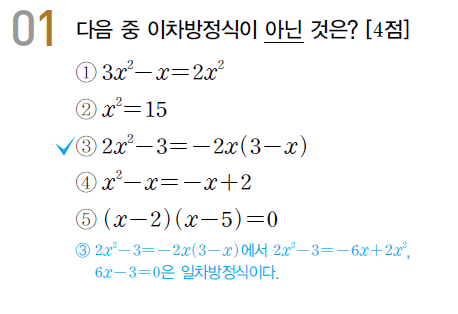 01 다음 중 이차방정식이 아닌 것은? [4점]
① 3x²-x=2x²
② x²=15
③ 2x²-3=-2x(3-x)
④ x²-x=-x+2
⑤ (x-2)(x-5)=0
③ 2x²-3=-2x(3-x)에서 2x²-3=-6x+2x²,
6x-3=0은 일차방정식이다.